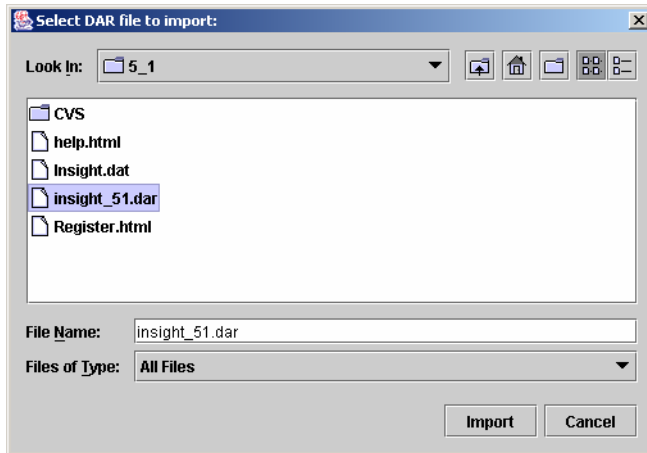 Select DAR file to import:
Look In: 5_1
CVS
help.html
Insight.dat
insight_51.dar
Register.html
File Name: insight_51.dar
Files of Type: All Files
Import Cancel